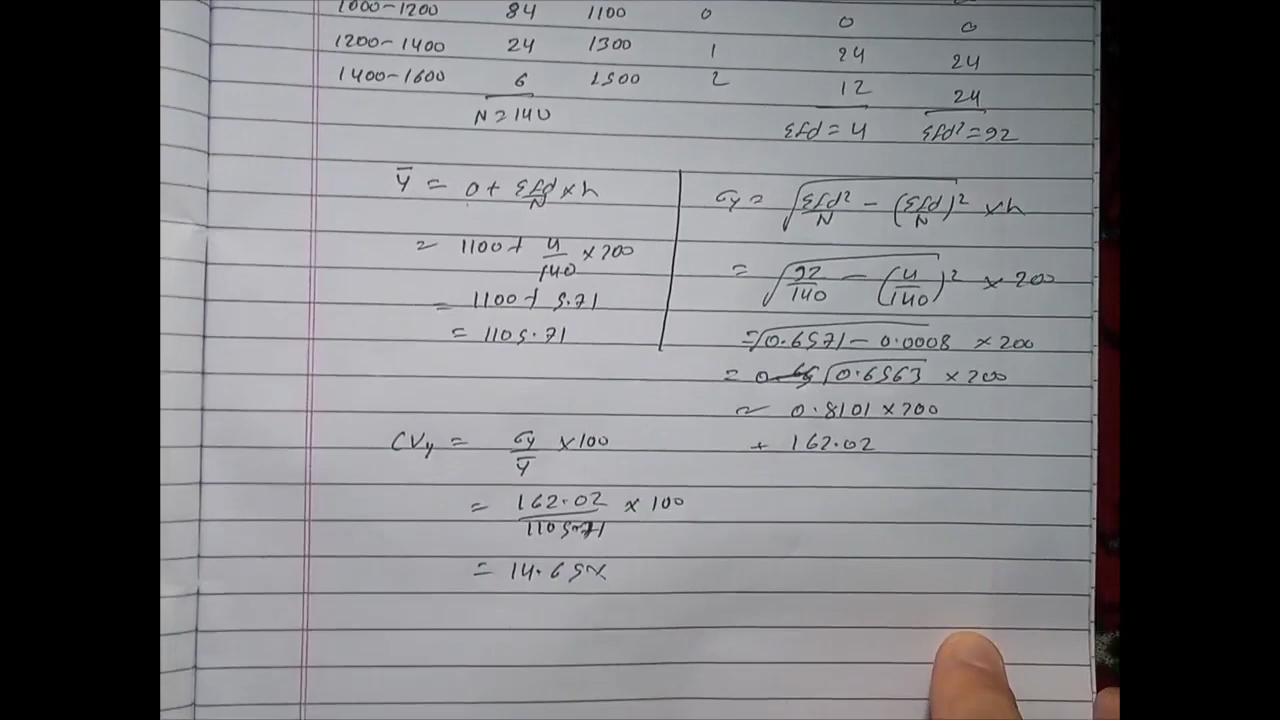 1000-1200 84 1100 0 0 0
1200-1400 24 1300 1 24 24
1400-1600 6 1500 2 12 24
N=140 Σfd = 4 Σfd²=92
ȳ = a + Σfd/N × h
= 1100 + 4/140 × 200
= 1100 + 5.71
= 1105.71
σy = √(Σfd²/N - (Σfd/N)²) × h
= √(92/140 - (4/140)²) × 200
= √(0.6571 - 0.0008) × 200
= √0.6563 × 200
= 0.8101 × 200
= 162.02
CVy = σy/ȳ × 100
= 162.02/1105.71 × 100
= 14.65%